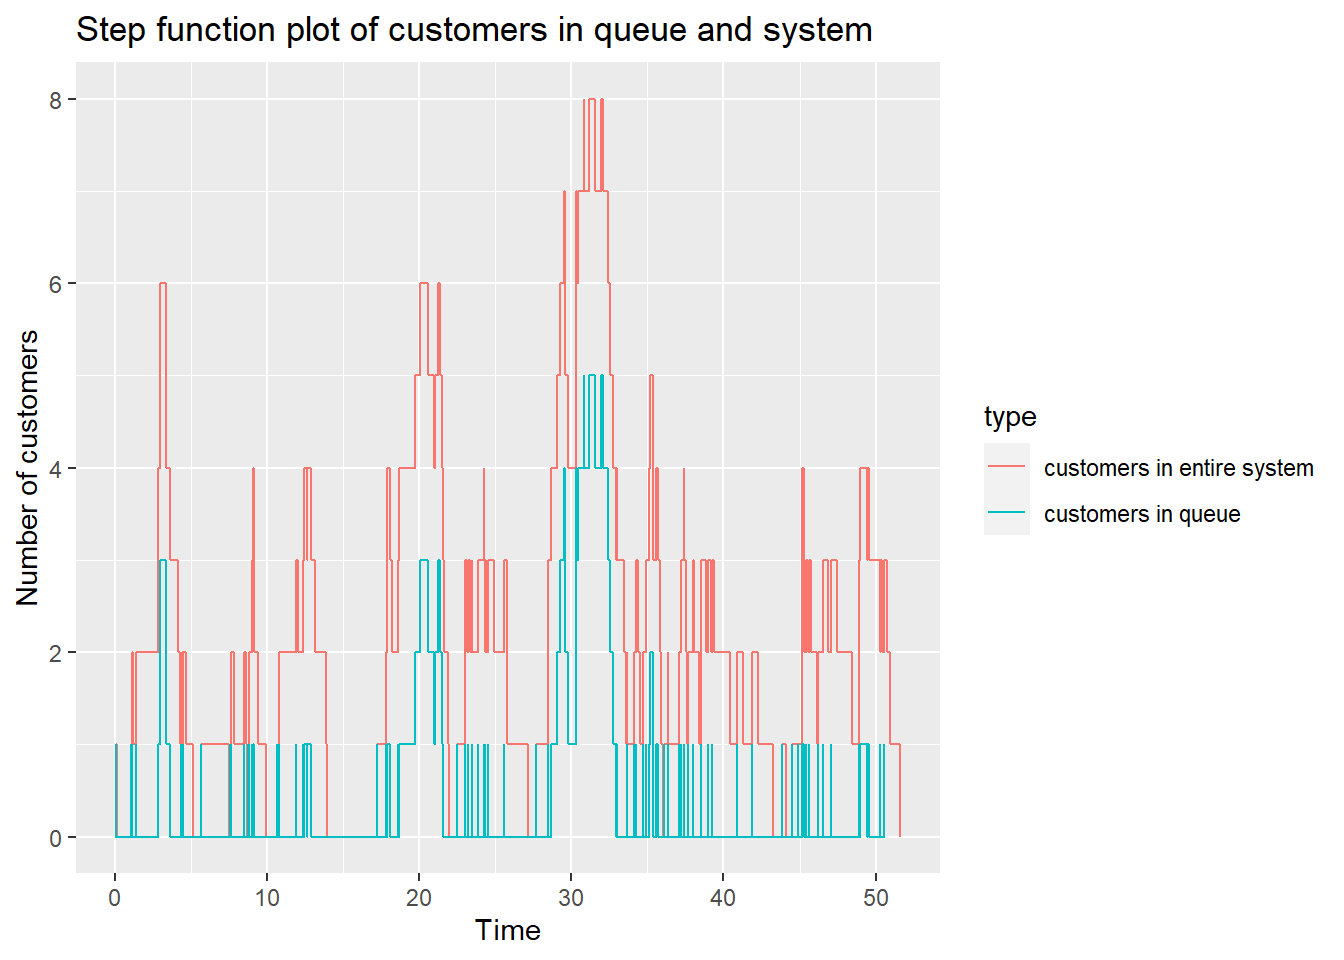 Step function plot of customers in queue and system
8
6
4
2
0
Number of customers
0 10 20 30 40 50
Time
type
customers in entire system
customers in queue